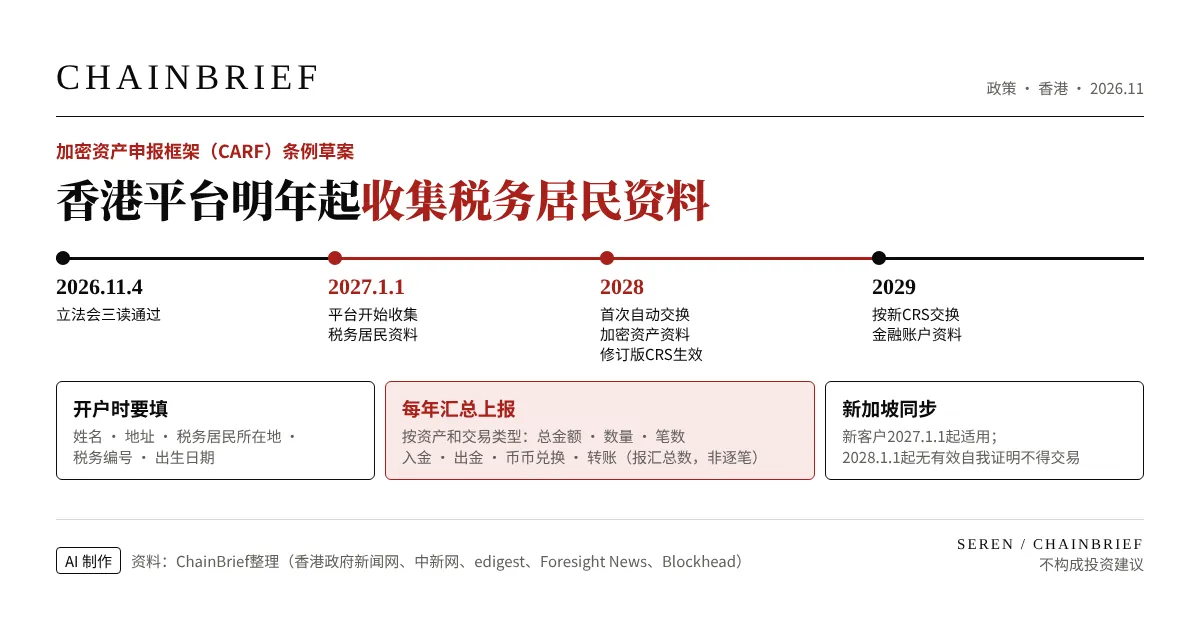 CHAINBRIEF
政策 · 香港 · 2026.11
加密资产申报框架（CARF）条例草案
香港平台明年起收集税务居民资料
2026.11.4
立法会三读通过
2027.1.1
平台开始收集
税务居民资料
2028
首次自动交换
加密资产资料
修订版CRS生效
2029
按新CRS交换
金融账户资料
开户时要填
姓名 · 地址 · 税务居民所在地 ·
税务编号 · 出生日期
每年汇总上报
按资产和交易类型：总金额 · 数量 · 笔数
入金 · 出金 · 币币兑换 · 转账（报汇总数，非逐笔）
新加坡同步
新客户2027.1.1起适用；
2028.1.1起无有效自我证明不得交易
AI 制作
资料：ChainBrief整理（香港政府新闻网、中新网、edigest、Foresight News、Blockhead）
SEREN / CHAINBRIEF
不构成投资建议